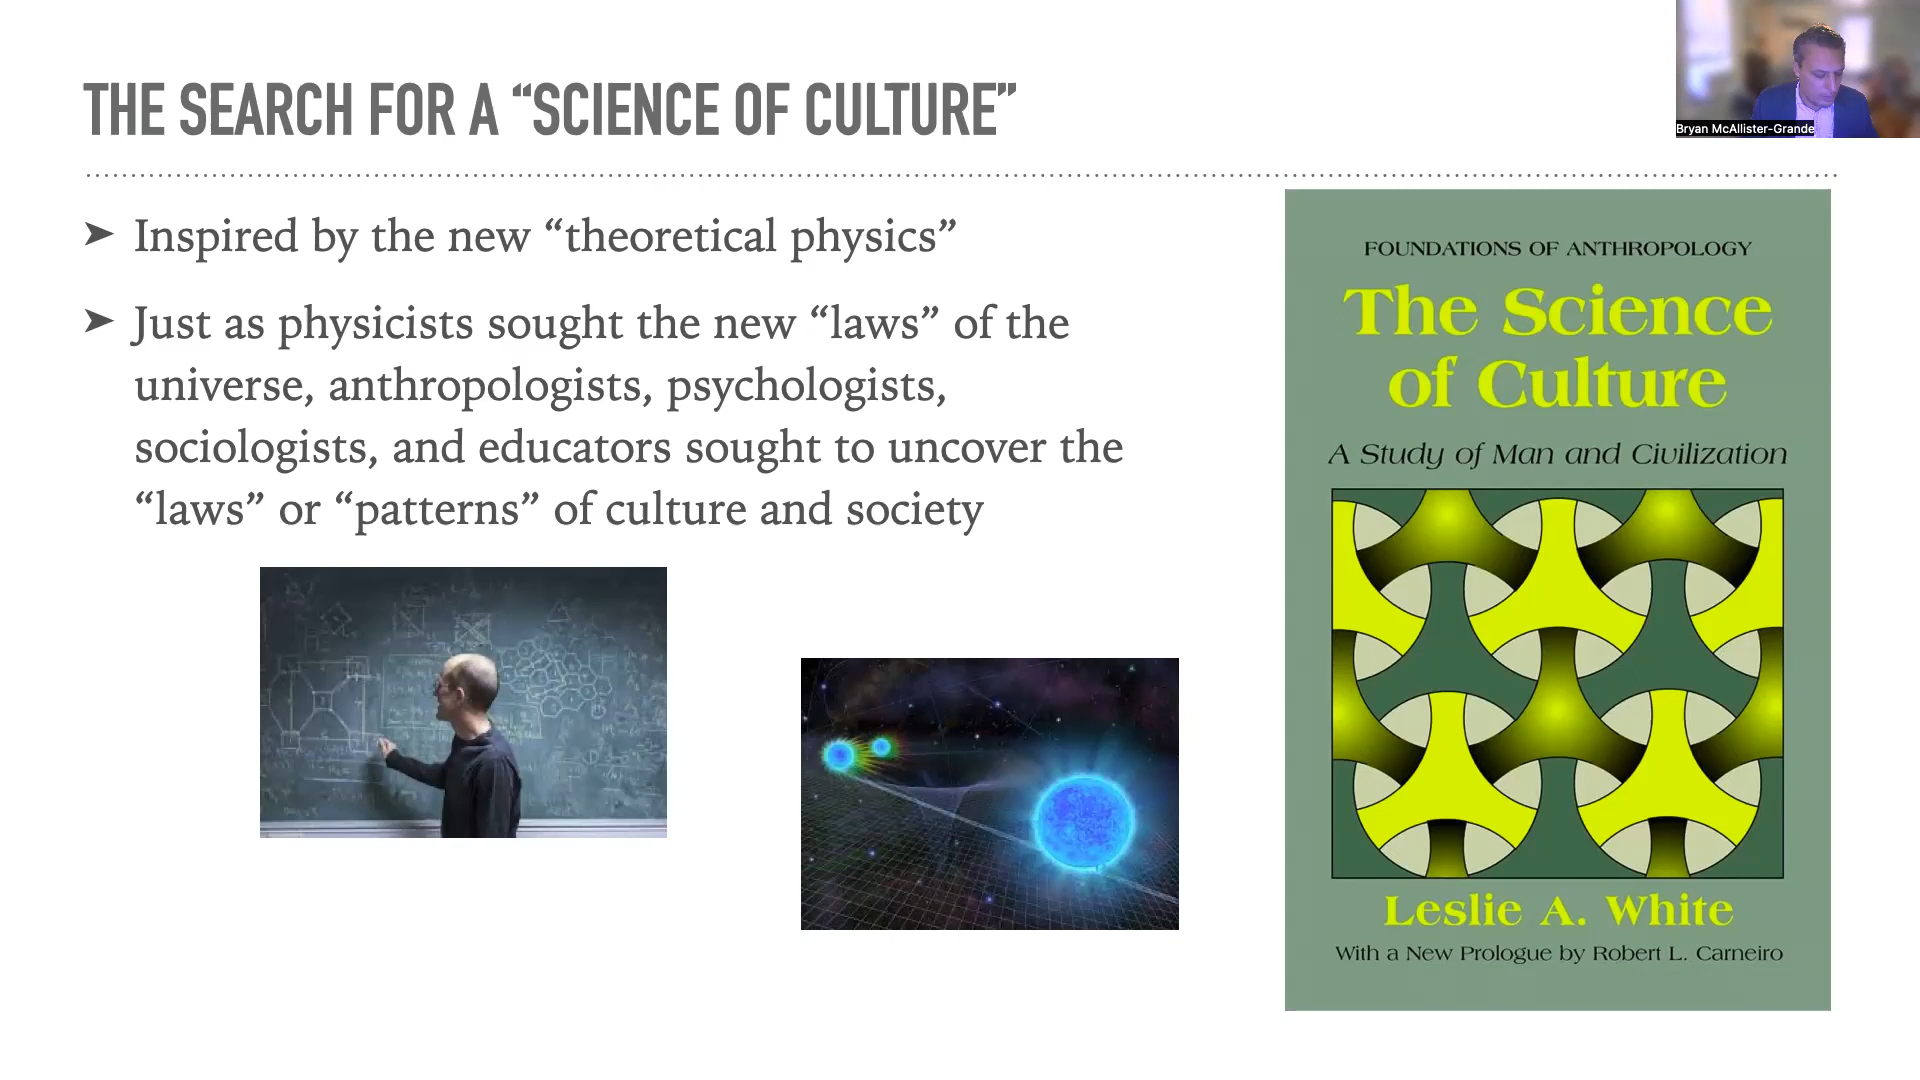 THE SEARCH FOR A “SCIENCE OF CULTURE”
Bryan McAllister-Grande
➤ Inspired by the new “theoretical physics”
➤ Just as physicists sought the new “laws” of the
universe, anthropologists, psychologists,
sociologists, and educators sought to uncover the
“laws” or “patterns” of culture and society
FOUNDATIONS OF ANTHROPOLOGY
The Science
of Culture
A Study of Man and Civilization
Leslie A. White
With a New Prologue by Robert L. Carneiro